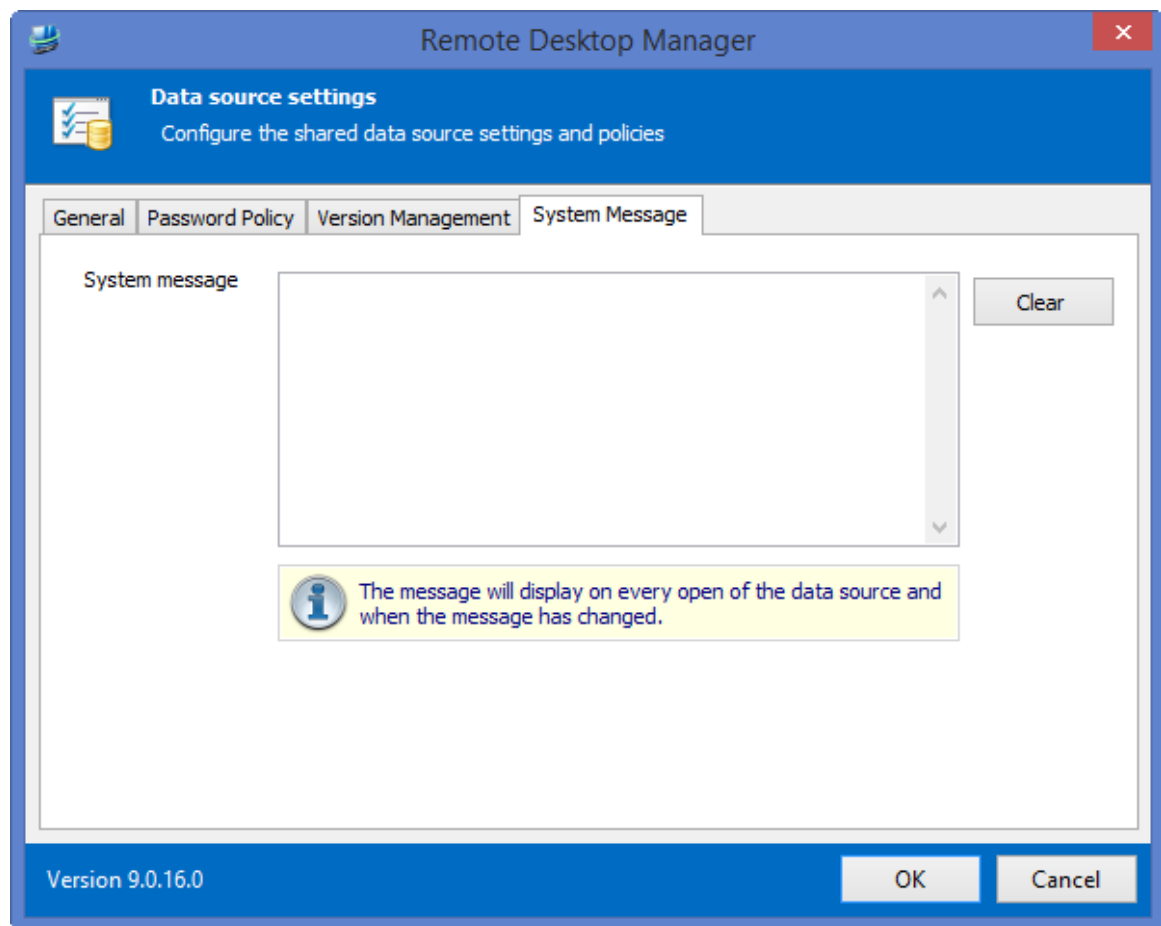 Remote Desktop Manager
Data source settings
Configure the shared data source settings and policies
General
Password Policy
Version Management
System Message
System message
Clear
The message will display on every open of the data source and
when the message has changed.
Version 9.0.16.0
OK
Cancel